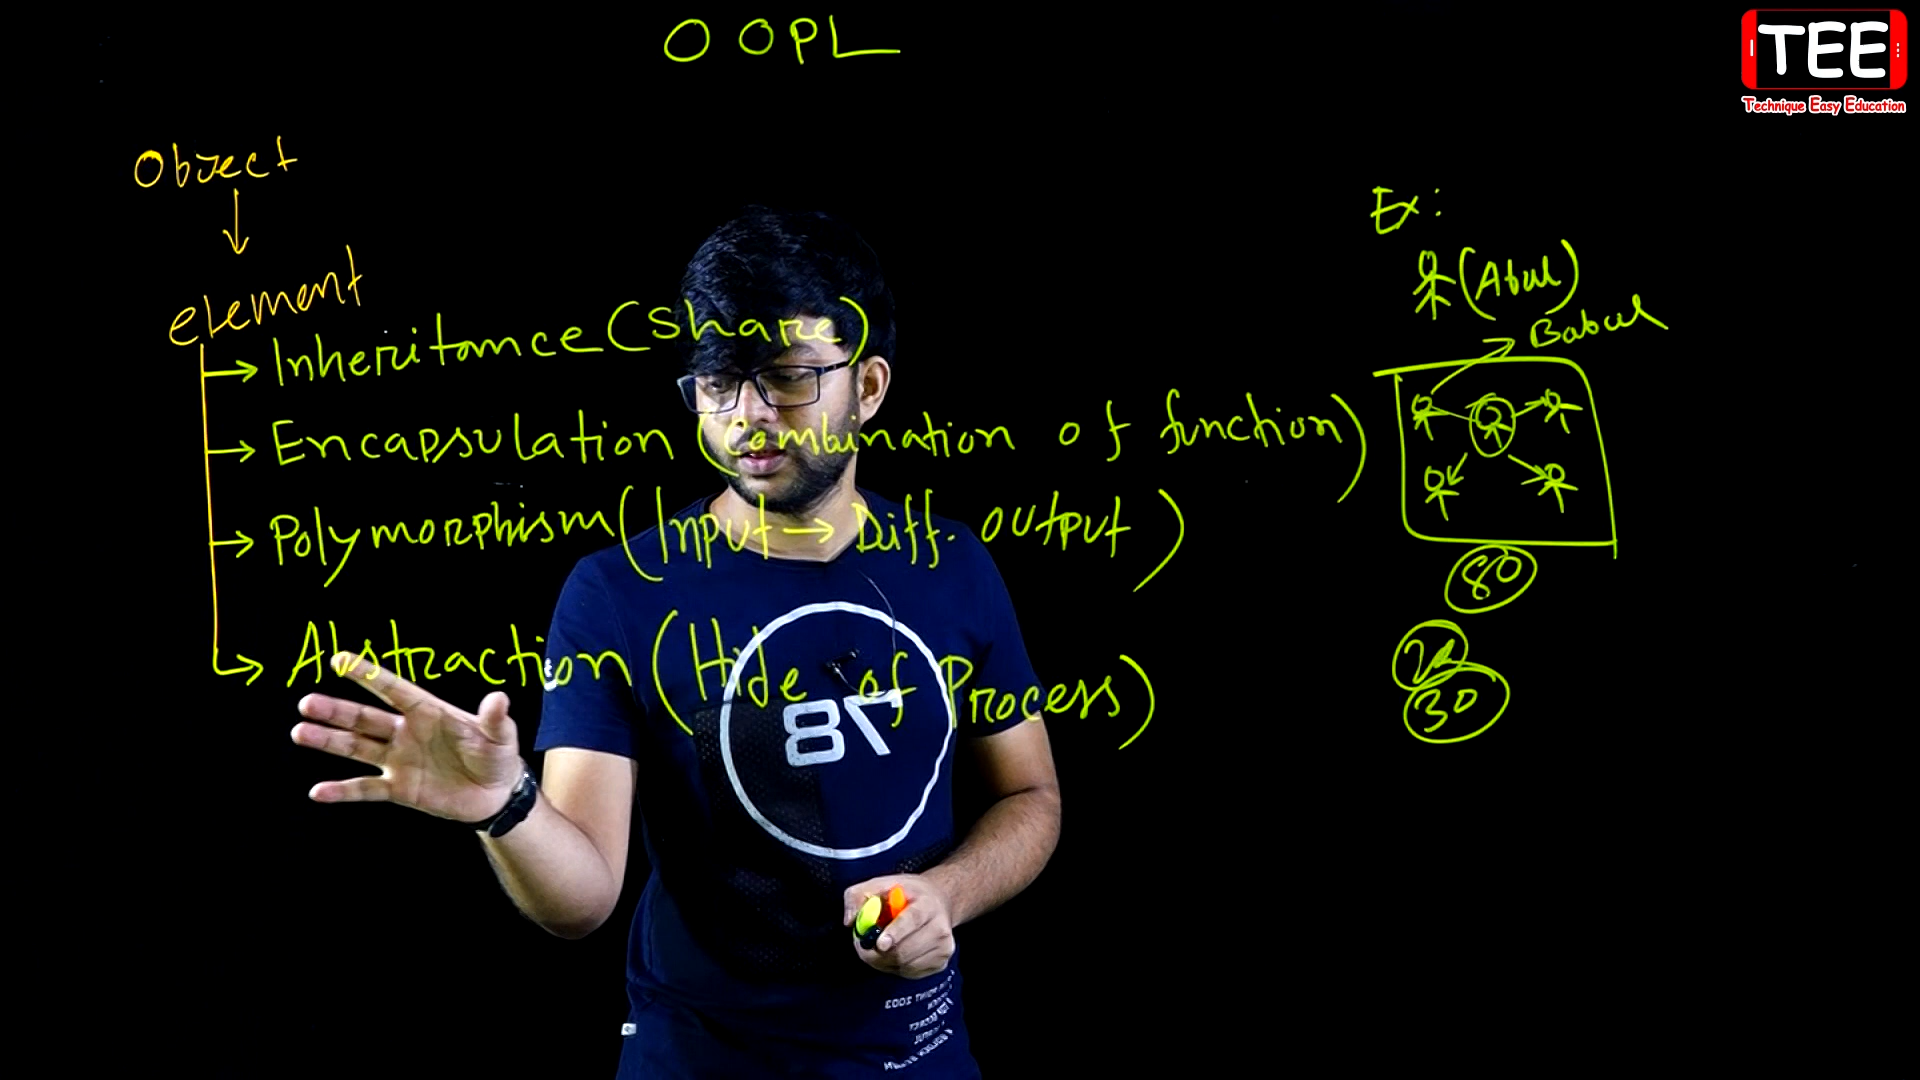 OOPL
TEE
Technique Easy Education
Object
element
Inheritance (Share)
Encapsulation (Combination of function)
Polymorphism (Input → Diff. output)
Abstraction (Hide of Process)
Ex:
(Abul)
Babul
80
30
78